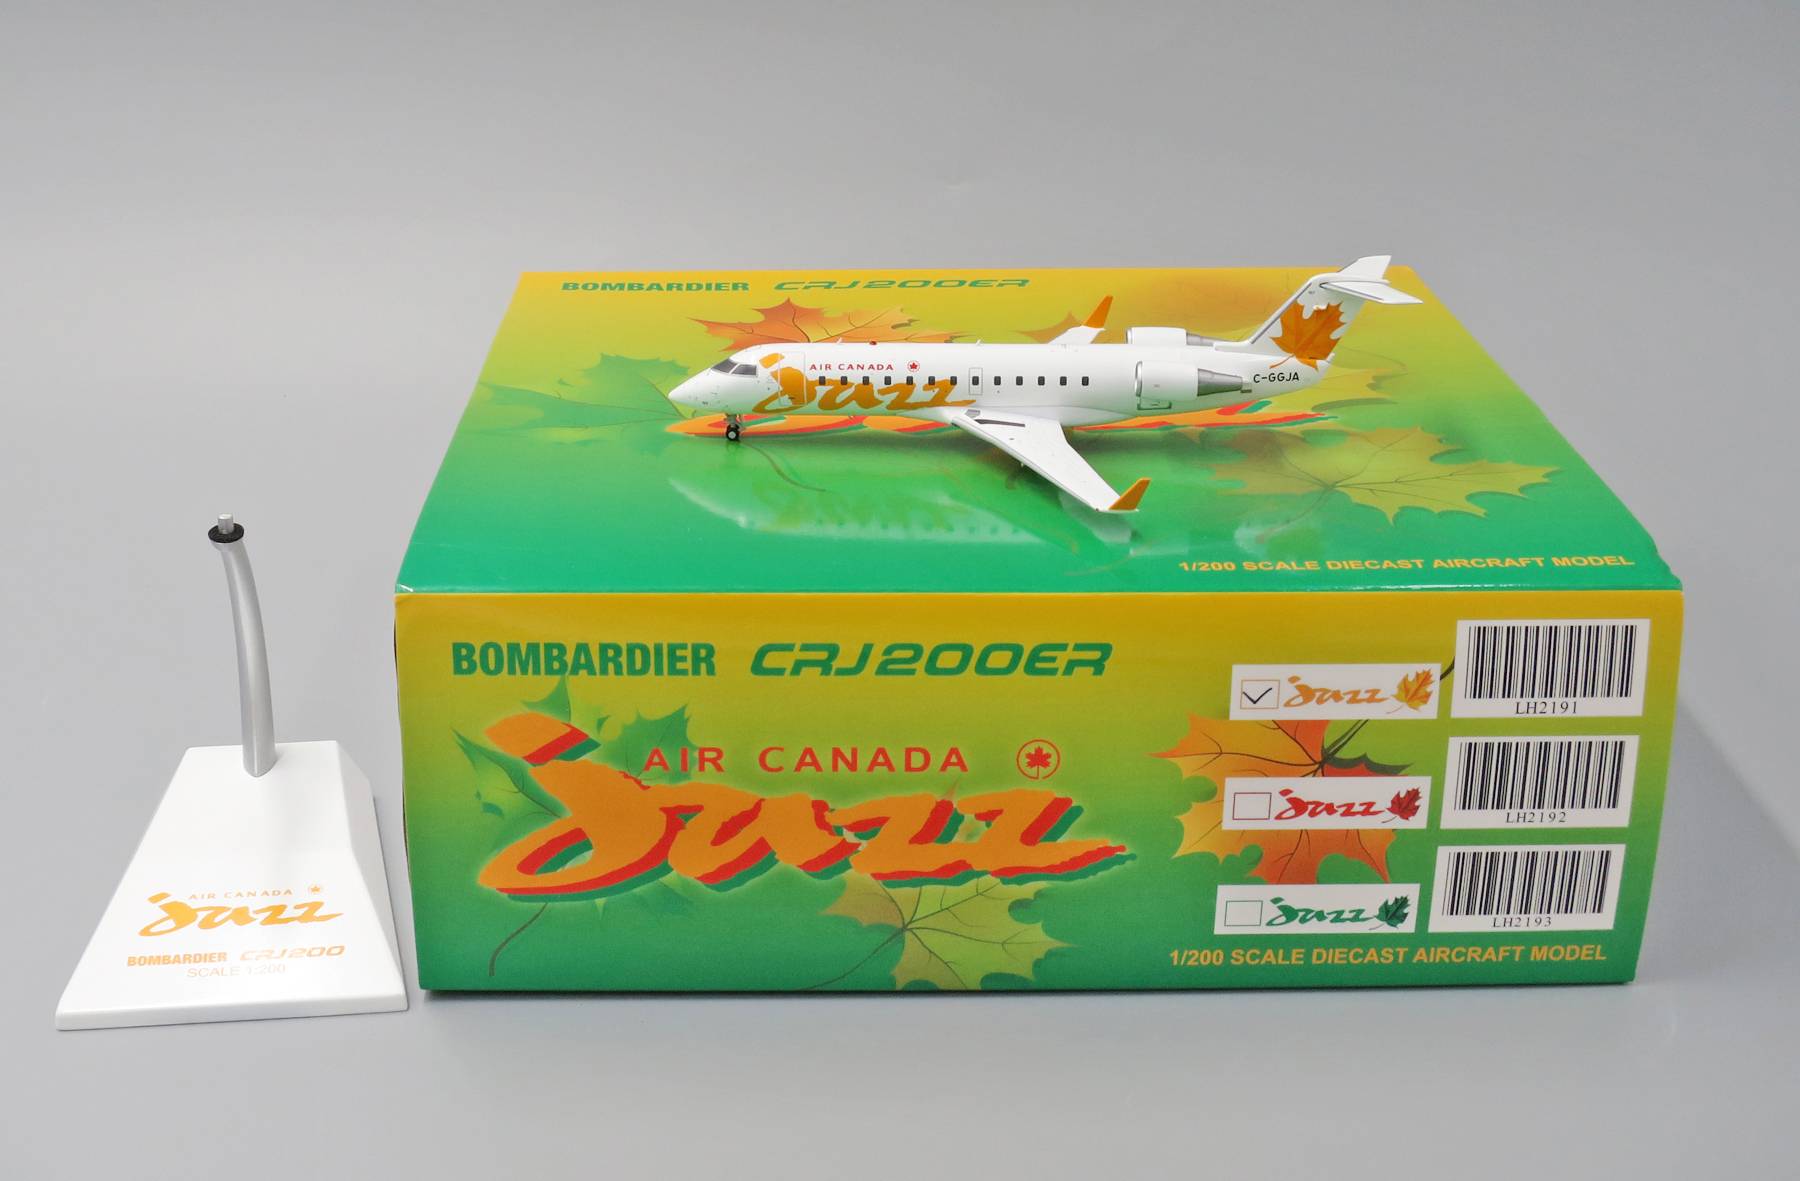 BOMBARDIER CRJ200ER
AIR CANADA
Jazz
C-GGJA
1/200 SCALE DIECAST AIRCRAFT MODEL
BOMBARDIER CRJ200ER
AIR CANADA
Jazz
Jazz
LH2191
Jazz
LH2192
Jazz
LH2193
1/200 SCALE DIECAST AIRCRAFT MODEL
AIR CANADA
Jazz
BOMBARDIER CRJ200
SCALE 1:200